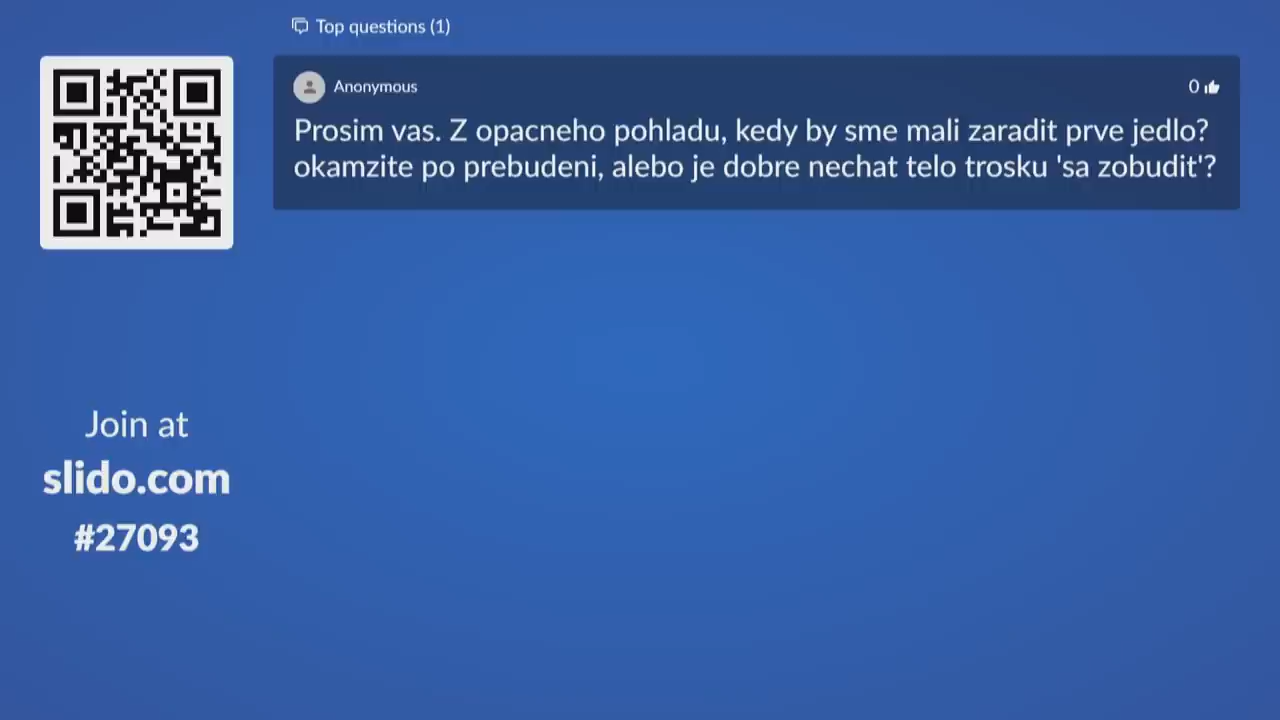 Top questions (1)
Anonymous
0
Prosim vas. Z opacneho pohladu, kedy by sme mali zaradit prve jedlo?
okamzite po prebudeni, alebo je dobre nechat telo trosku 'sa zobudit'?
Join at
slido.com
#27093